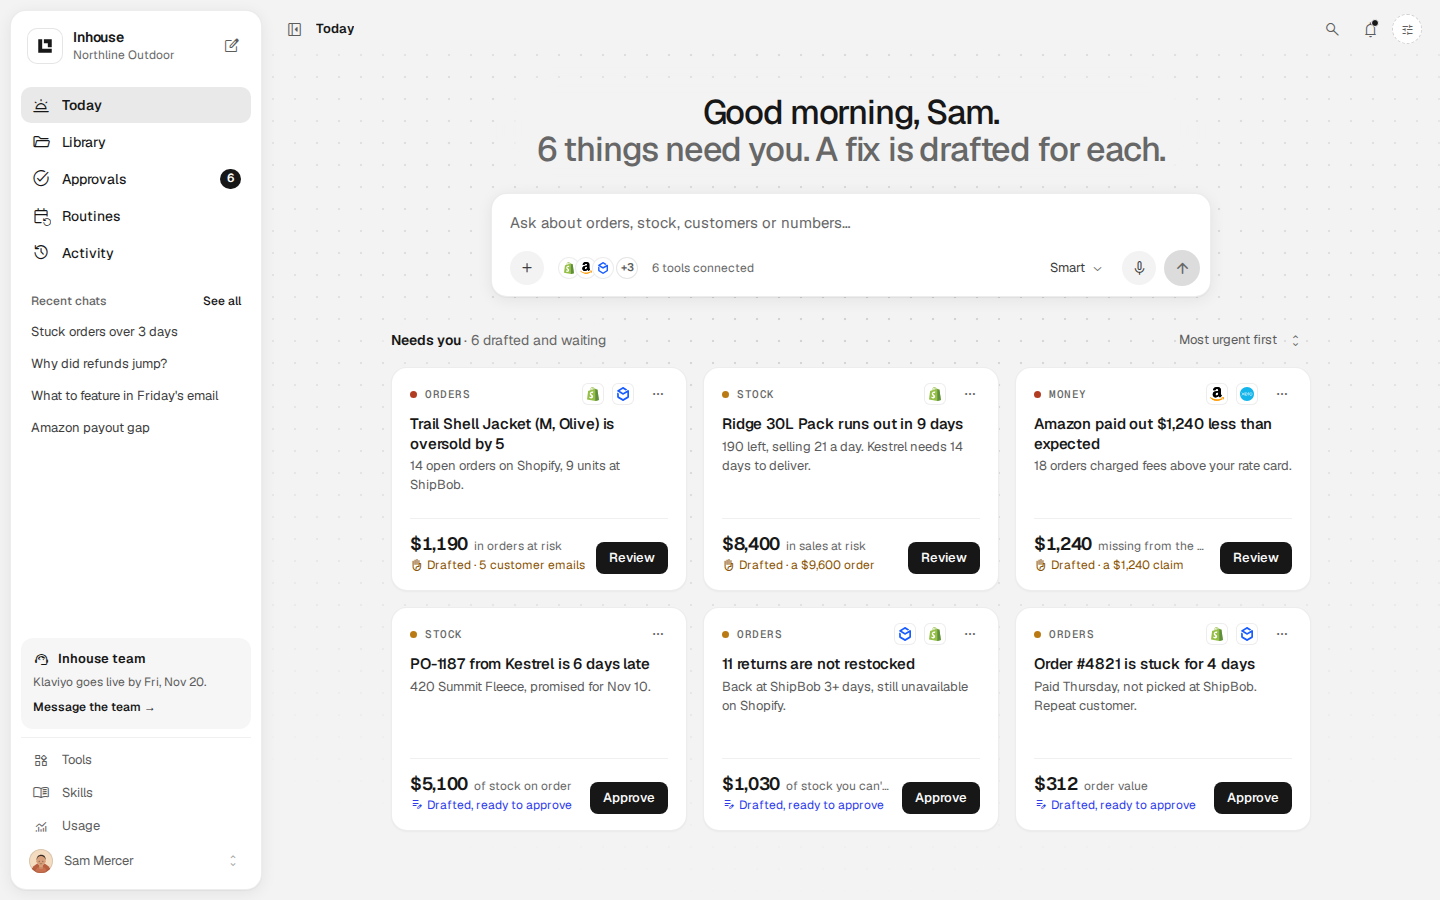 Inhouse
Northline Outdoor
Today
Library
Approvals 6
Routines
Activity
Recent chats See all
Stuck orders over 3 days
Why did refunds jump?
What to feature in Friday's email
Amazon payout gap
Inhouse team
Klaviyo goes live by Fri, Nov 20.
Message the team →
Tools
Skills
Usage
Sam Mercer
Today
Good morning, Sam.
6 things need you. A fix is drafted for each.
Ask about orders, stock, customers or numbers…
+3 6 tools connected Smart
Needs you · 6 drafted and waiting Most urgent first
ORDERS
Trail Shell Jacket (M, Olive) is
oversold by 5
14 open orders on Shopify, 9 units at
ShipBob.
$1,190 in orders at risk
Drafted · 5 customer emails
Review
STOCK
Ridge 30L Pack runs out in 9 days
190 left, selling 21 a day. Kestrel needs 14
days to deliver.
$8,400 in sales at risk
Drafted · a $9,600 order
Review
MONEY
Amazon paid out $1,240 less than
expected
18 orders charged fees above your rate card.
$1,240 missing from the …
Drafted · a $1,240 claim
Review
STOCK
PO-1187 from Kestrel is 6 days late
420 Summit Fleece, promised for Nov 10.
$5,100 of stock on order
Drafted, ready to approve
Approve
ORDERS
11 returns are not restocked
Back at ShipBob 3+ days, still unavailable
on Shopify.
$1,030 of stock you can'…
Drafted, ready to approve
Approve
ORDERS
Order #4821 is stuck for 4 days
Paid Thursday, not picked at ShipBob.
Repeat customer.
$312 order value
Drafted, ready to approve
Approve